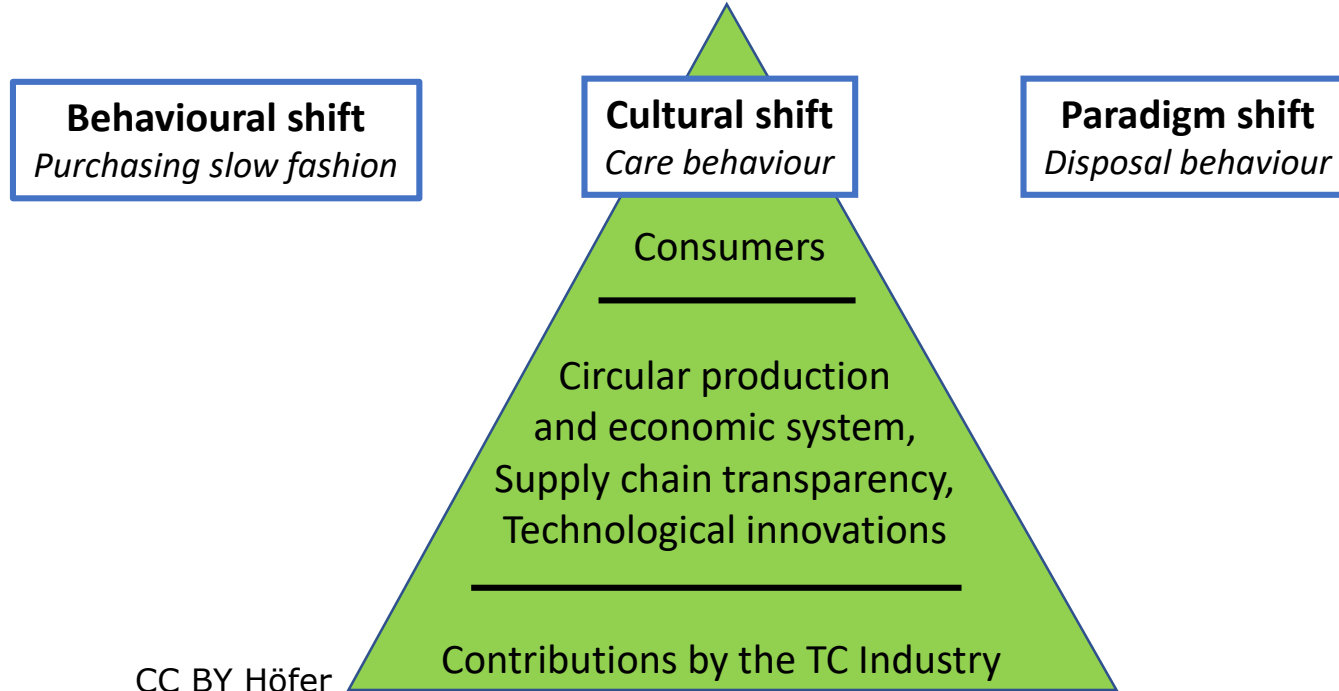 Behavioural shift
Purchasing slow fashion
Cultural shift
Care behaviour
Paradigm shift
Disposal behaviour
Consumers
Circular production
and economic system,
Supply chain transparency,
Technological innovations
Contributions by the TC Industry
CC BY Höfer